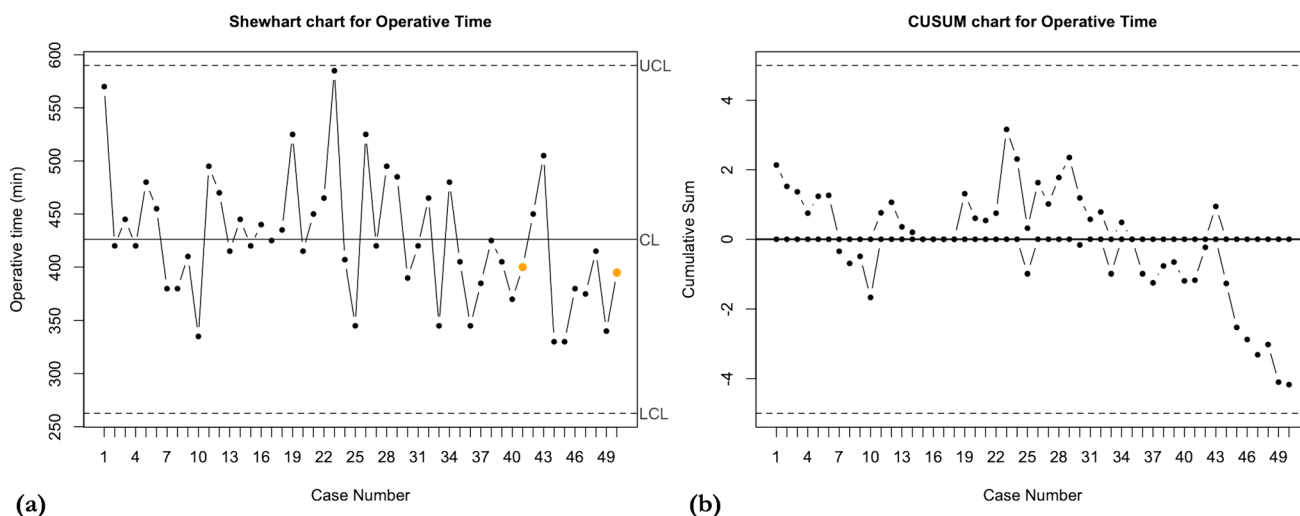 Shewhart chart for Operative Time
Operative time (min)
600
550
500
450
400
350
300
250
UCL
CL
LCL
1 4 7 10 13 16 19 22 25 28 31 34 37 40 43 46 49
Case Number
(a)
CUSUM chart for Operative Time
Cumulative Sum
4
2
0
-2
-4
1 4 7 10 13 16 19 22 25 28 31 34 37 40 43 46 49
Case Number
(b)